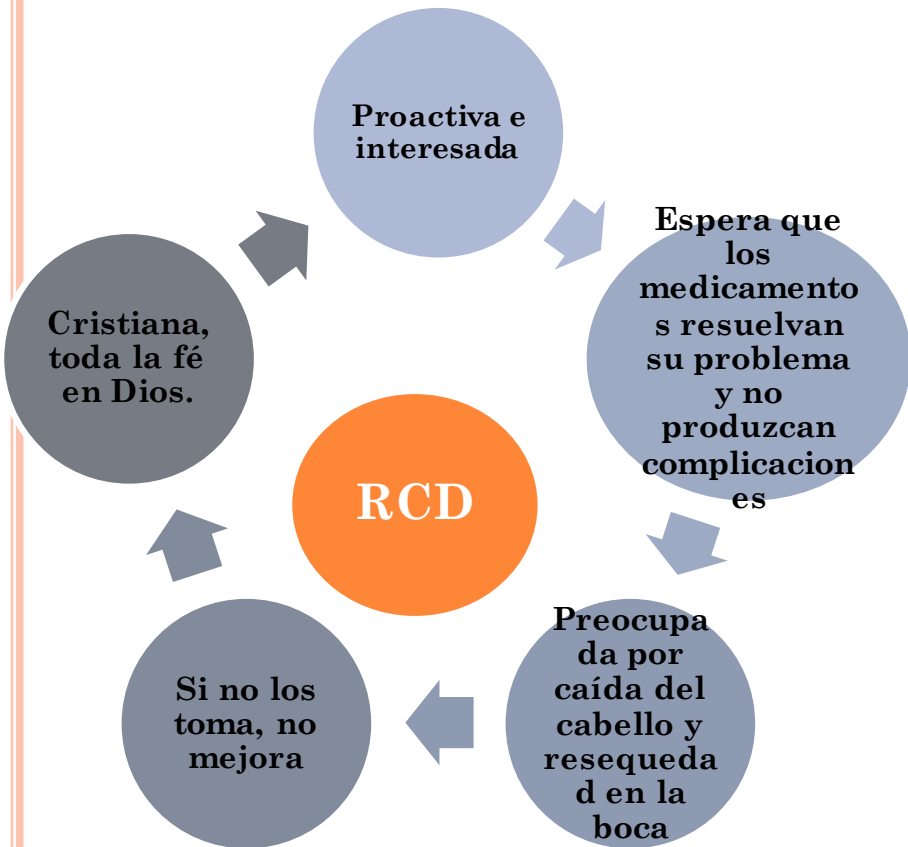 Proactiva e
interesada
Espera que
los
medicamento
s resuelvan
su problema
y no
produzcan
complicacion
es
Preocupa
da por
caída del
cabello y
resequeda
d en la
boca
Si no los
toma, no
mejora
Cristiana,
toda la fé
en Dios.
RCD